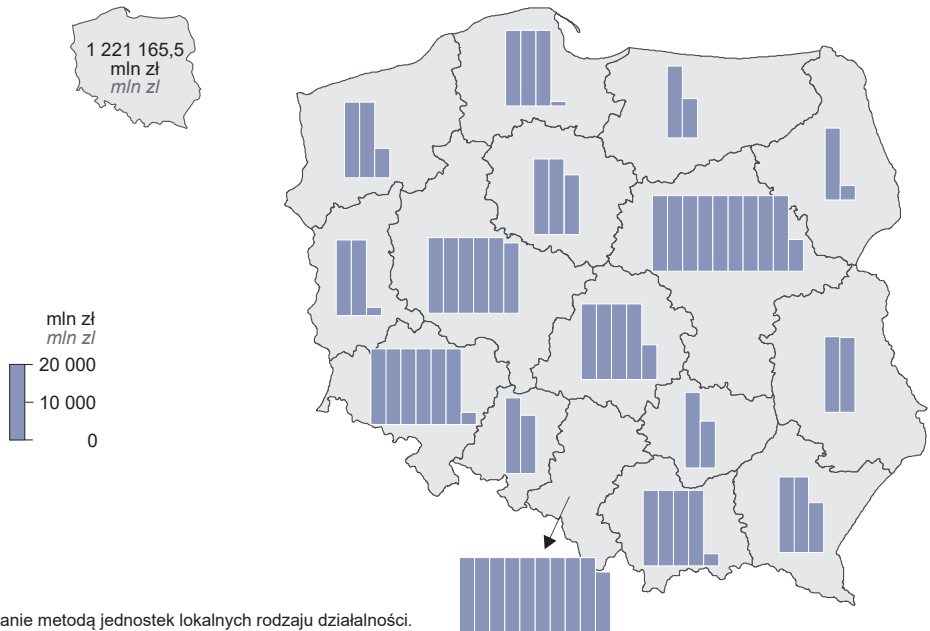 1 221 165,5
mln zł
mln zl
mln zł
mln zl
20 000
10 000
0
anie metodą jednostek lokalnych rodzaju działalności.